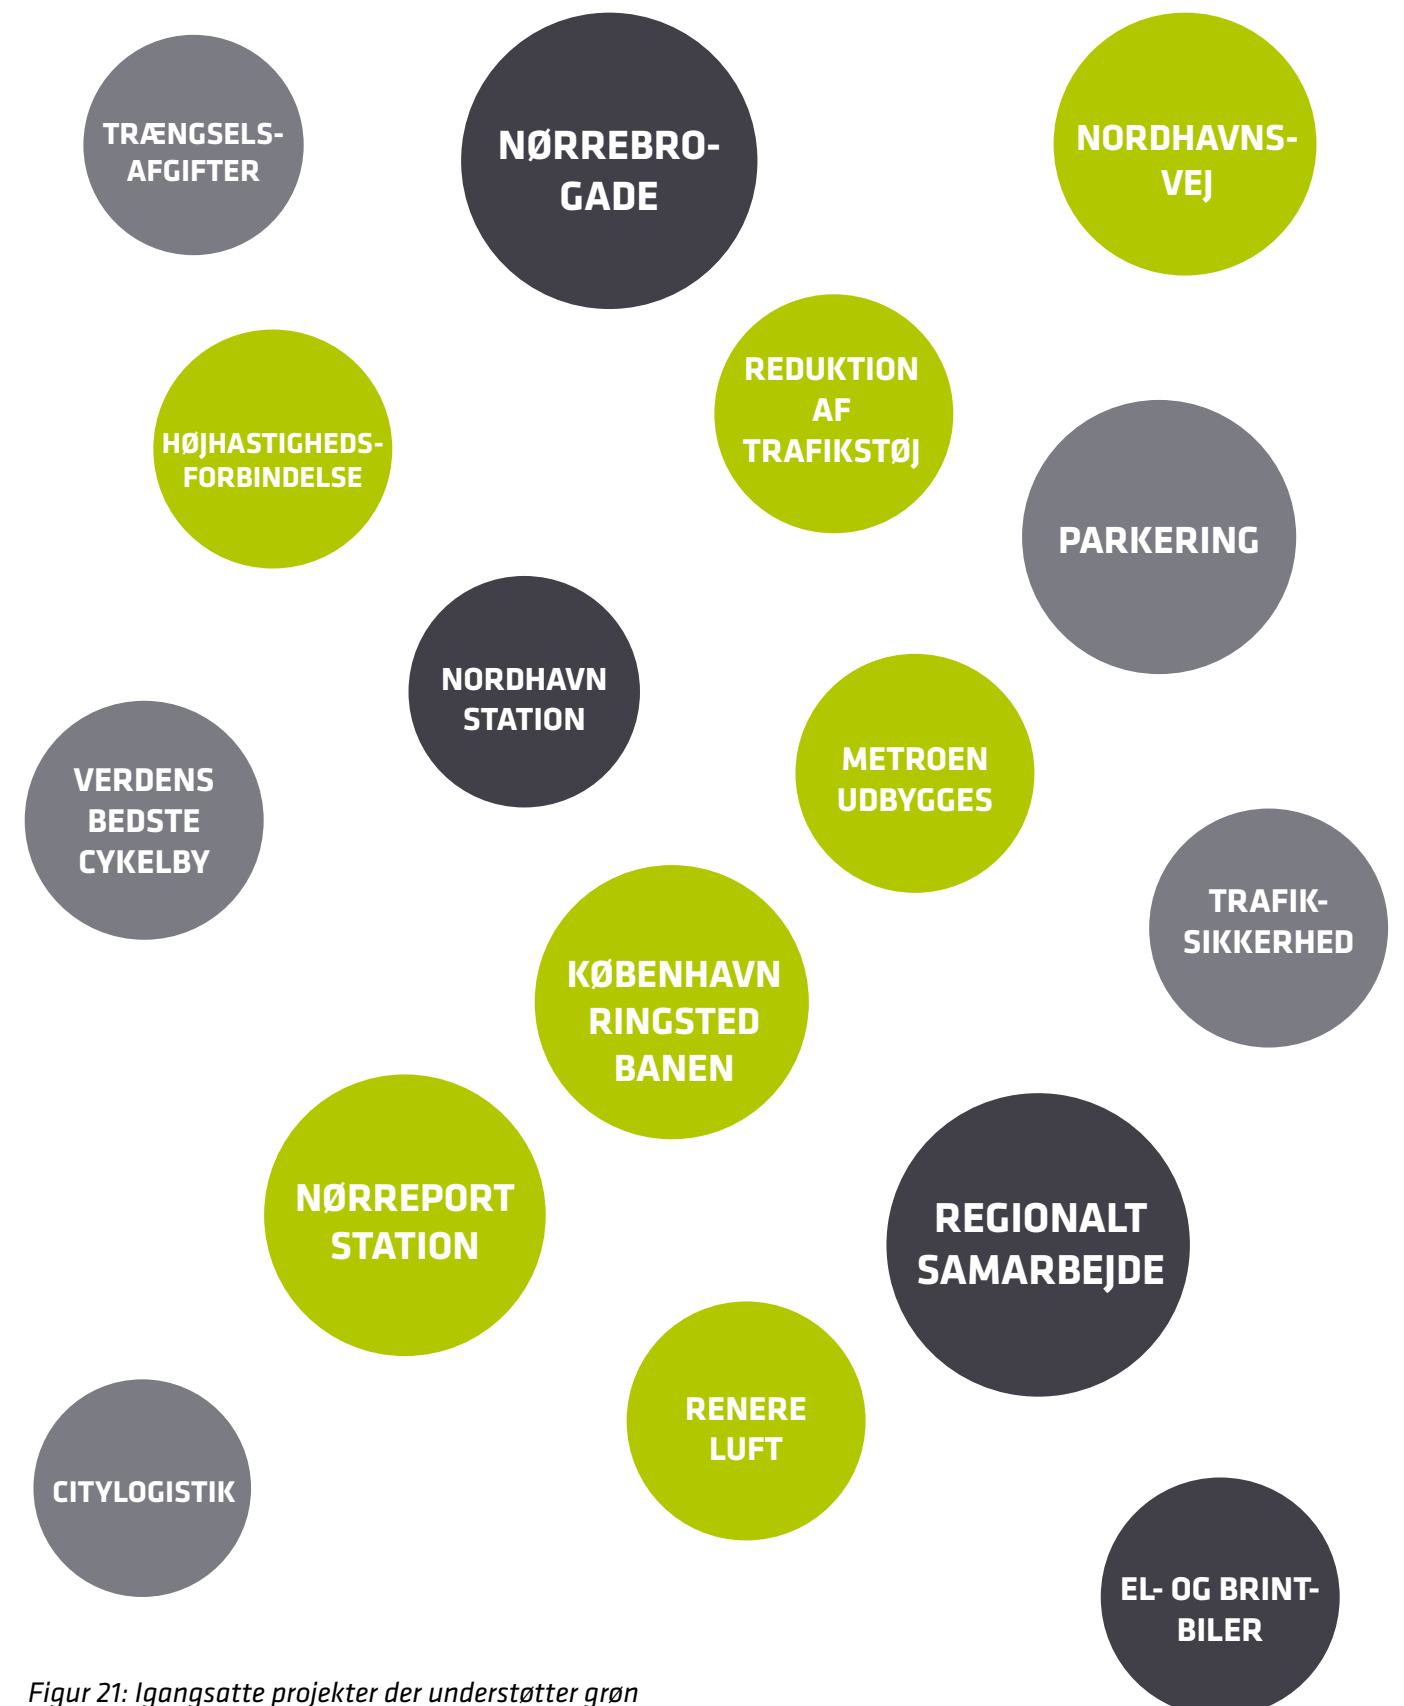 TRÆNGSELS-
AFGIFTER
NØRREBRO-
GADE
NORDHAVNS-
VEJ
HØJHASTIGHEDS-
FORBINDELSE
REDUKTION
AF
TRAFIKSTØJ
PARKERING
NORDHAVN
STATION
METROEN
UDBYGGES
VERDENS
BEDSTE
CYKELBY
TRAFIK-
SIKKERHED
KØBENHAVN
RINGSTED
BANEN
NØRREPORT
STATION
REGIONALT
SAMARBEJDE
RENERE
LUFT
CITYLOGISTIK
EL- OG BRINT-
BILER
Figur 21: Igangsatte projekter der understøtter grøn